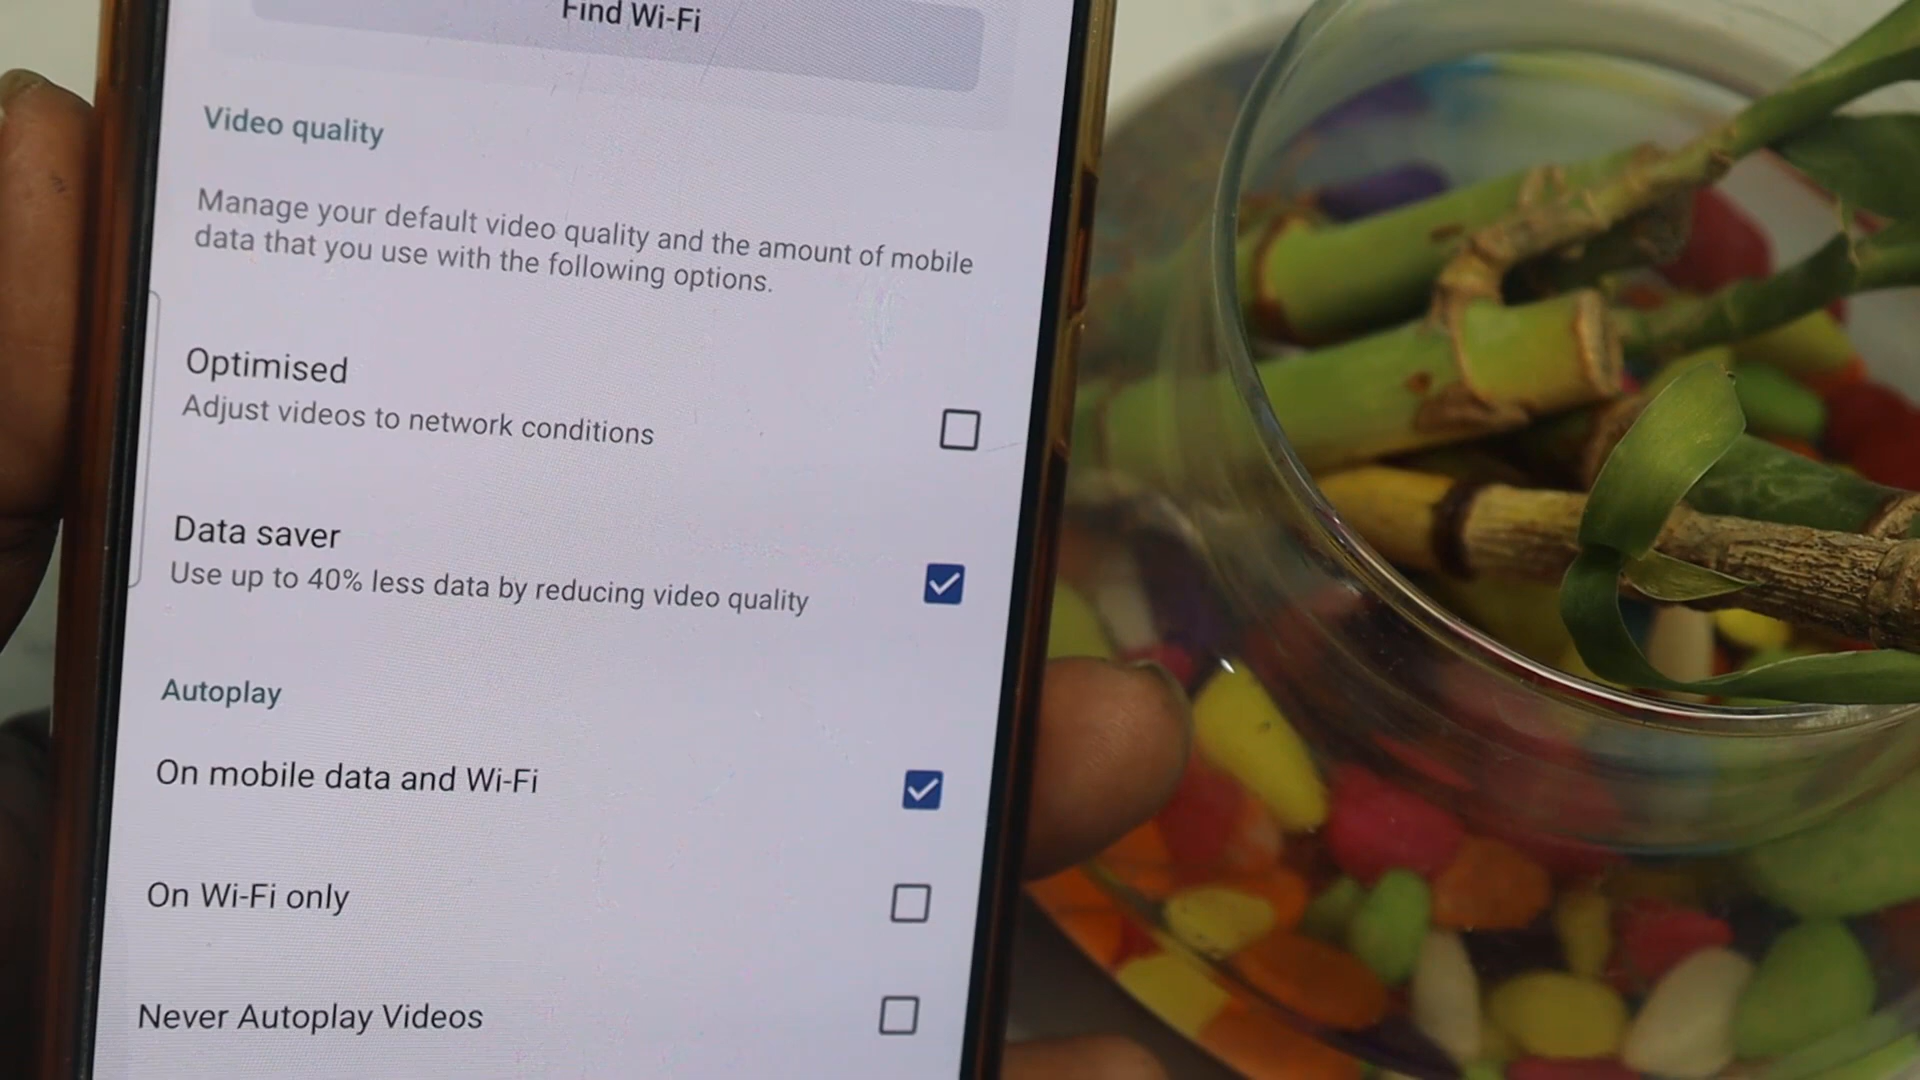 Find Wi-Fi
Video quality
Manage your default video quality and the amount of mobile
data that you use with the following options.
Optimised
Adjust videos to network conditions
Data saver
Use up to 40% less data by reducing video quality
Autoplay
On mobile data and Wi-Fi
On Wi-Fi only
Never Autoplay Videos